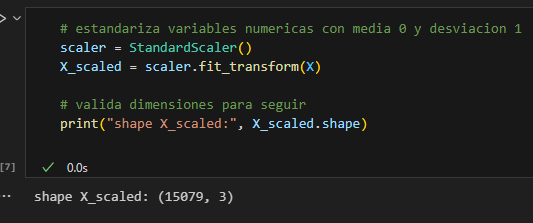 # estandariza variables numericas con media 0 y desviacion 1
scaler = StandardScaler()
X_scaled = scaler.fit_transform(X)
# valida dimensiones para seguir
print("shape X_scaled:", X_scaled.shape)
[7]
✓ 0.0s
··· shape X_scaled: (15079, 3)